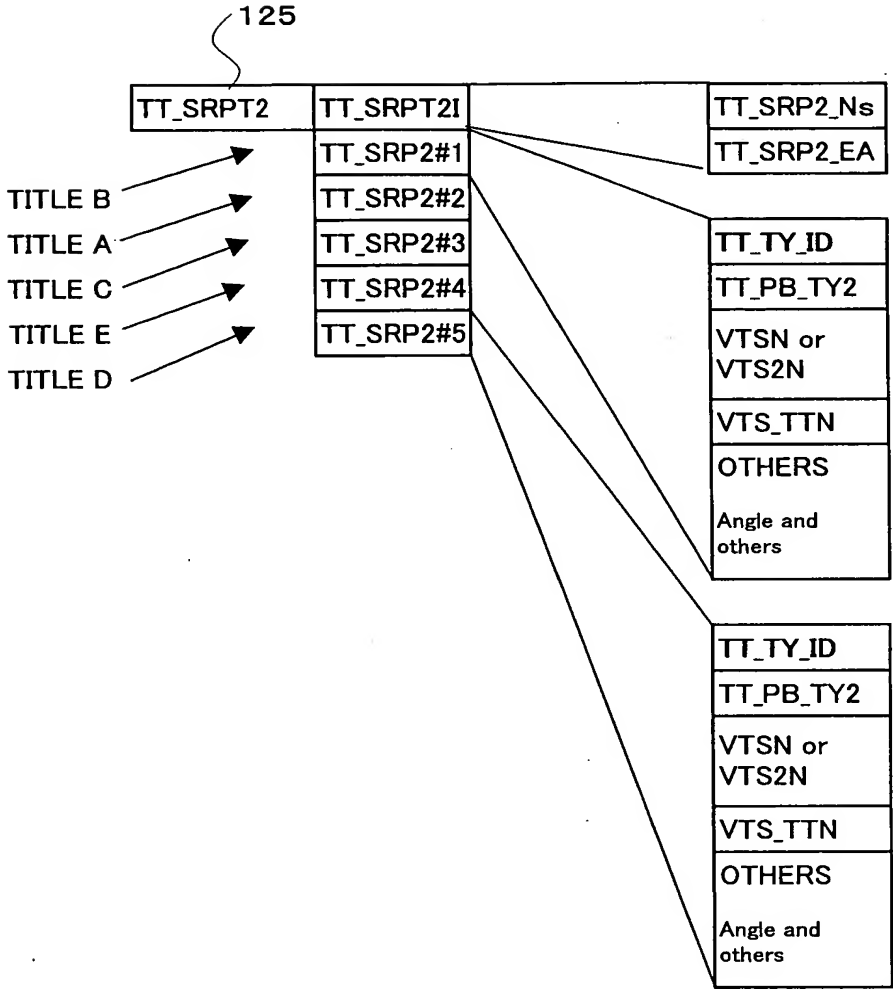 125
TT_SRPT2
TT_SRPT2I
TT_SRP2#1
TT_SRP2#2
TT_SRP2#3
TT_SRP2#4
TT_SRP2#5
TITLE B
TITLE A
TITLE C
TITLE E
TITLE D
TT_SRP2_Ns
TT_SRP2_EA
TT_TY_ID
TT_PB_TY2
VTSN or
VTS2N
VTS_TTN
OTHERS
Angle and
others
TT_TY_ID
TT_PB_TY2
VTSN or
VTS2N
VTS_TTN
OTHERS
Angle and
others